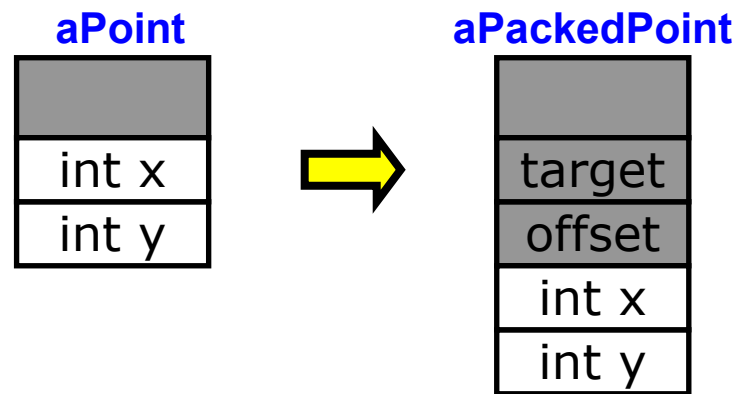 aPoint
int x
int y
aPackedPoint
target
offset
int x
int y